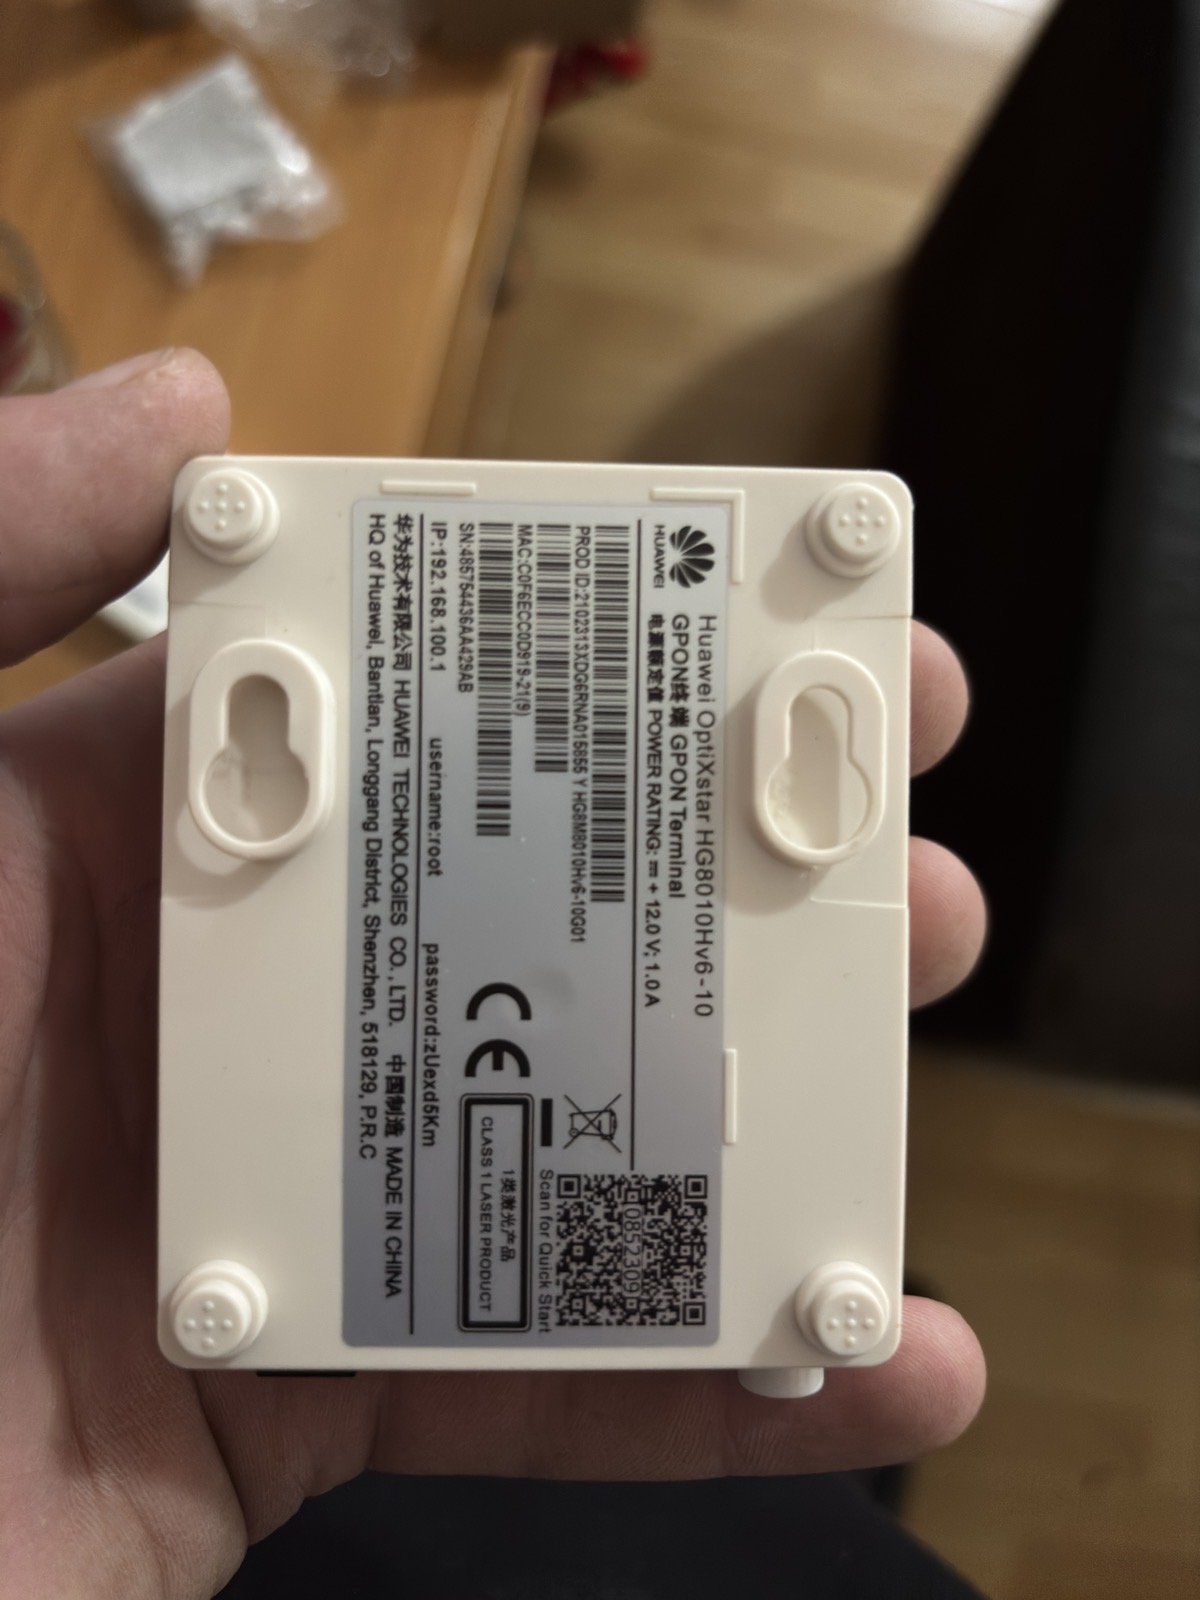 HUAWEI
Huawei OptiXstar HG8010Hv6-10
GPON终端 GPON Terminal
电源额定值 POWER RATING: ⎓ + 12.0 V; 1.0 A
PROD ID:2102313XDG6RNA015855 Y HG8M8010Hv6-10G01
MAC:C0F6ECC0D919-21(9)
SN:485754436AA429AB
IP:192.168.100.1 username:root password:zUexd5Km
华为技术有限公司 HUAWEI TECHNOLOGIES CO., LTD. 中国制造 MADE IN CHINA
HQ of Huawei, Bantian, Longgang District, Shenzhen, 518129, P.R.C
CE
0852309
Scan for Quick Start
1类激光产品
CLASS 1 LASER PRODUCT